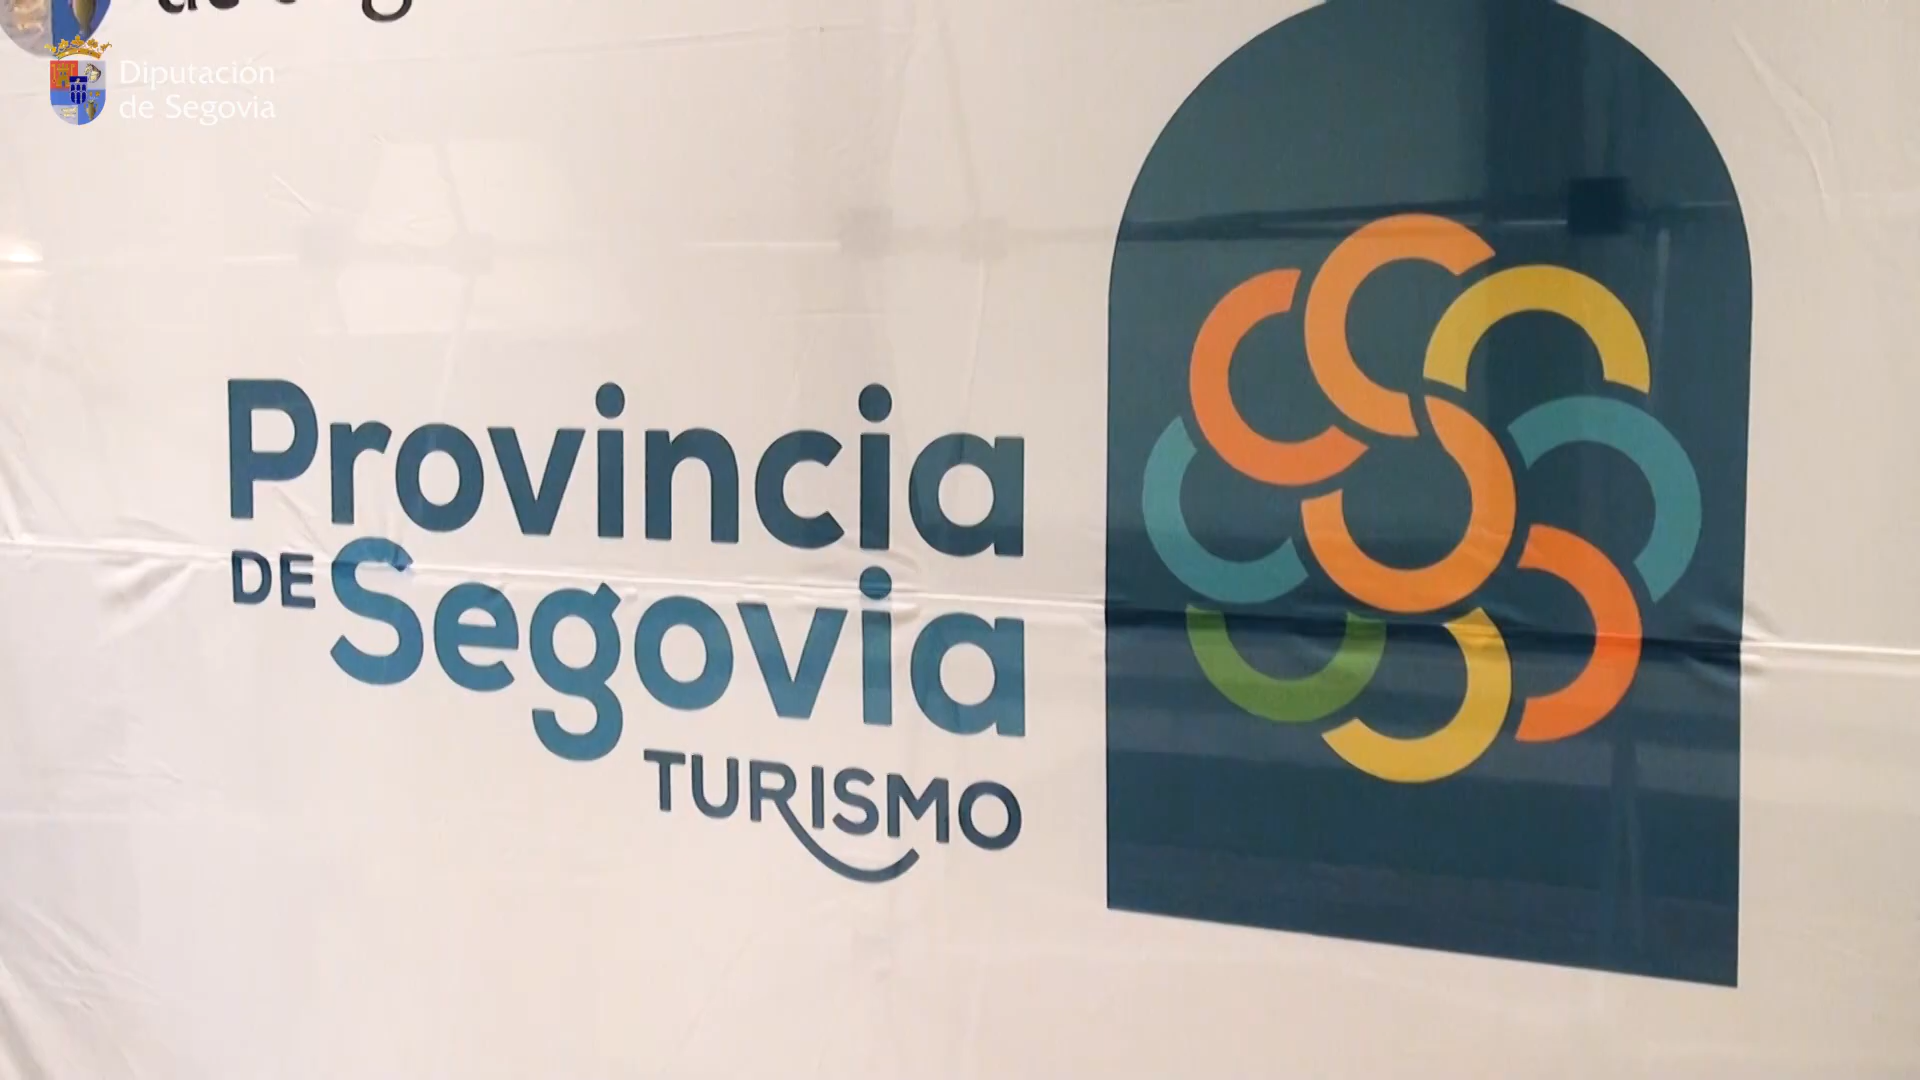 Diputación
de Segovia
Provincia
DE Segovia
TURISMO